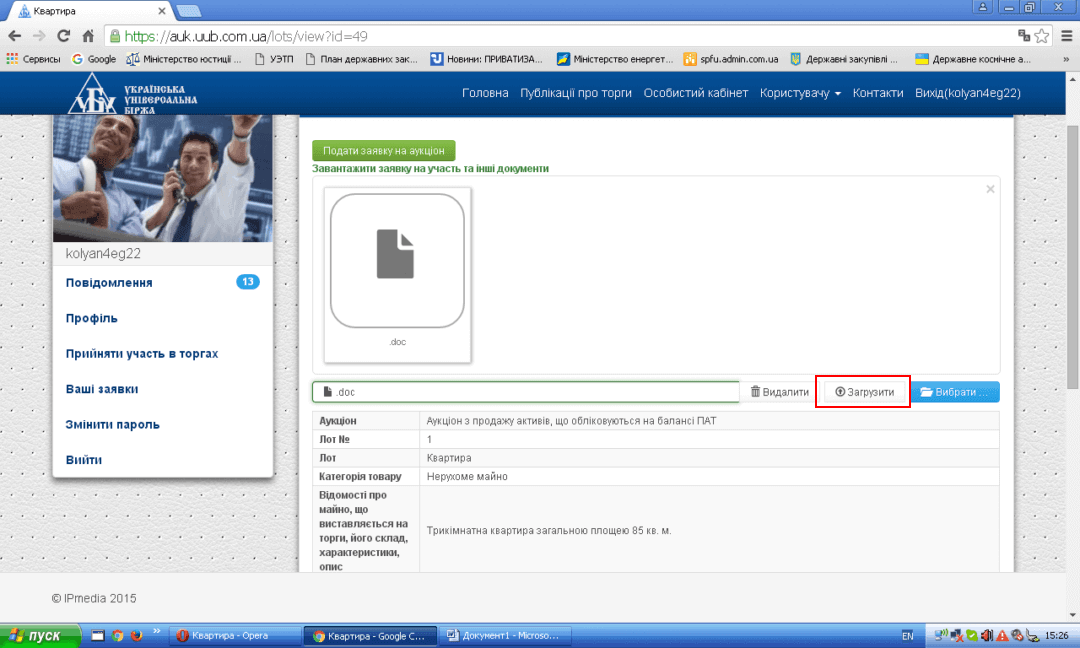 Квартира
https://auk.uub.com.ua/lots/view?id=49
Сервисы Google Міністерство юстиції ... УЭТП План державних зак... Новини: ПРИВАТИЗА... Міністерство енергет... spfu.admin.com.ua Державні закупівлі ... Державне космічне а... »
УБ
УКРАЇНСЬКА
УНІВЕРСАЛЬНА
БІРЖА
Головна Публікації про торги Особистий кабінет Користувачу Контакти Вихід(kolyan4eg22)
Подати заявку на аукціон
Завантажити заявку на участь та інші документи
.doc
kolyan4eg22
Повідомлення 13
Профіль
Прийняти участь в торгах
Ваші заявки
Змінити пароль
Вийти
.doc Видалити Загрузити Вибрати ...
Аукціон Аукціон з продажу активів, що обліковуються на балансі ПАТ
Лот № 1
Лот Квартира
Категорія товару Нерухоме майно
Відомості про
майно, що
виставляється на
торги, його склад,
характеристики,
опис
Трикімнатна квартира загальною площею 85 кв. м.
© IPmedia 2015
пуск » Квартира - Opera Квартира - Google C... Документ1 - Microso... EN 15:26